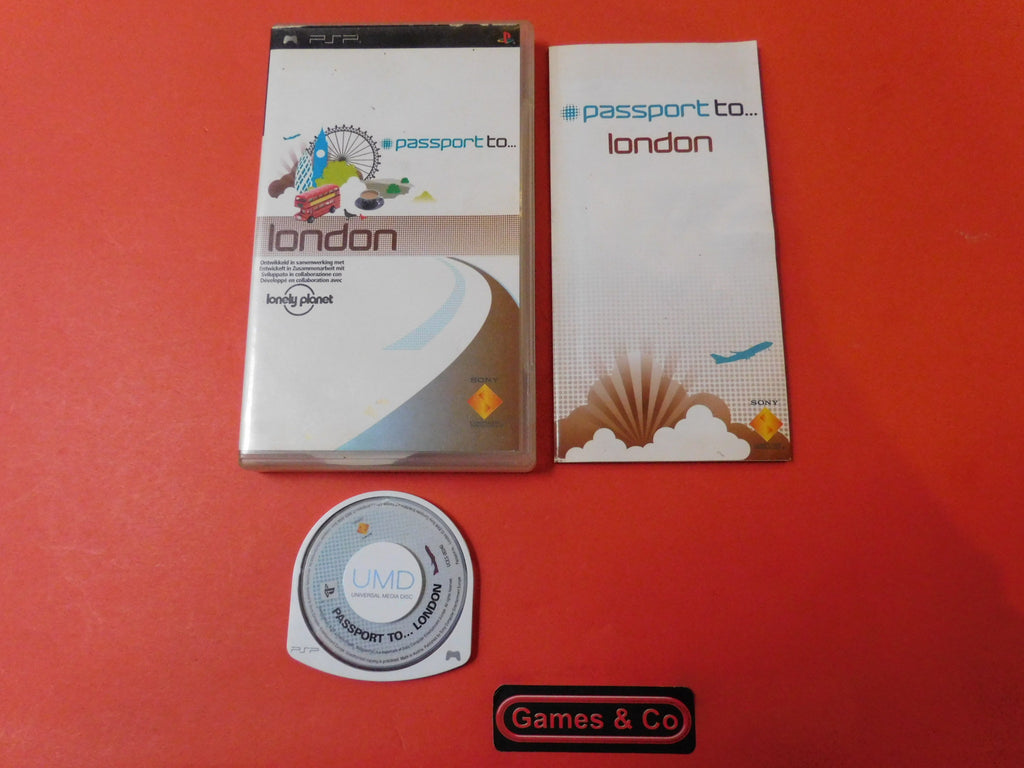 PSP
passport to...
london
Ontwikkeld in samenwerking met
Entwickelt in Zusammenarbeit mit
Sviluppato in collaborazione con
Développé en collaboration avec
lonely planet
SONY
passport to...
london
SONY
UMD
UNIVERSAL MEDIA DISC
PASSPORT TO... LONDON
PSP
Games & Co